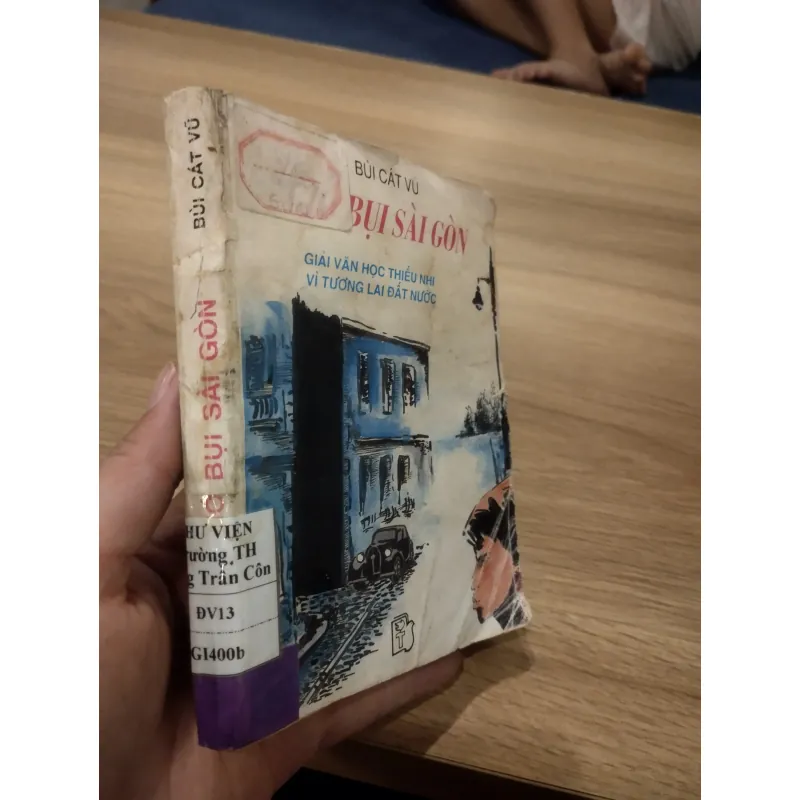 BÙI CÁT VŨ
BỤI SÀI GÒN
GIẢI VĂN HỌC THIẾU NHI
VÌ TƯƠNG LAI ĐẤT NƯỚC
BÙI CÁT VŨ
BỤI SÀI GÒN
HƯ VIỆN
rường TH
g Trần Côn
ĐV13
G1400b